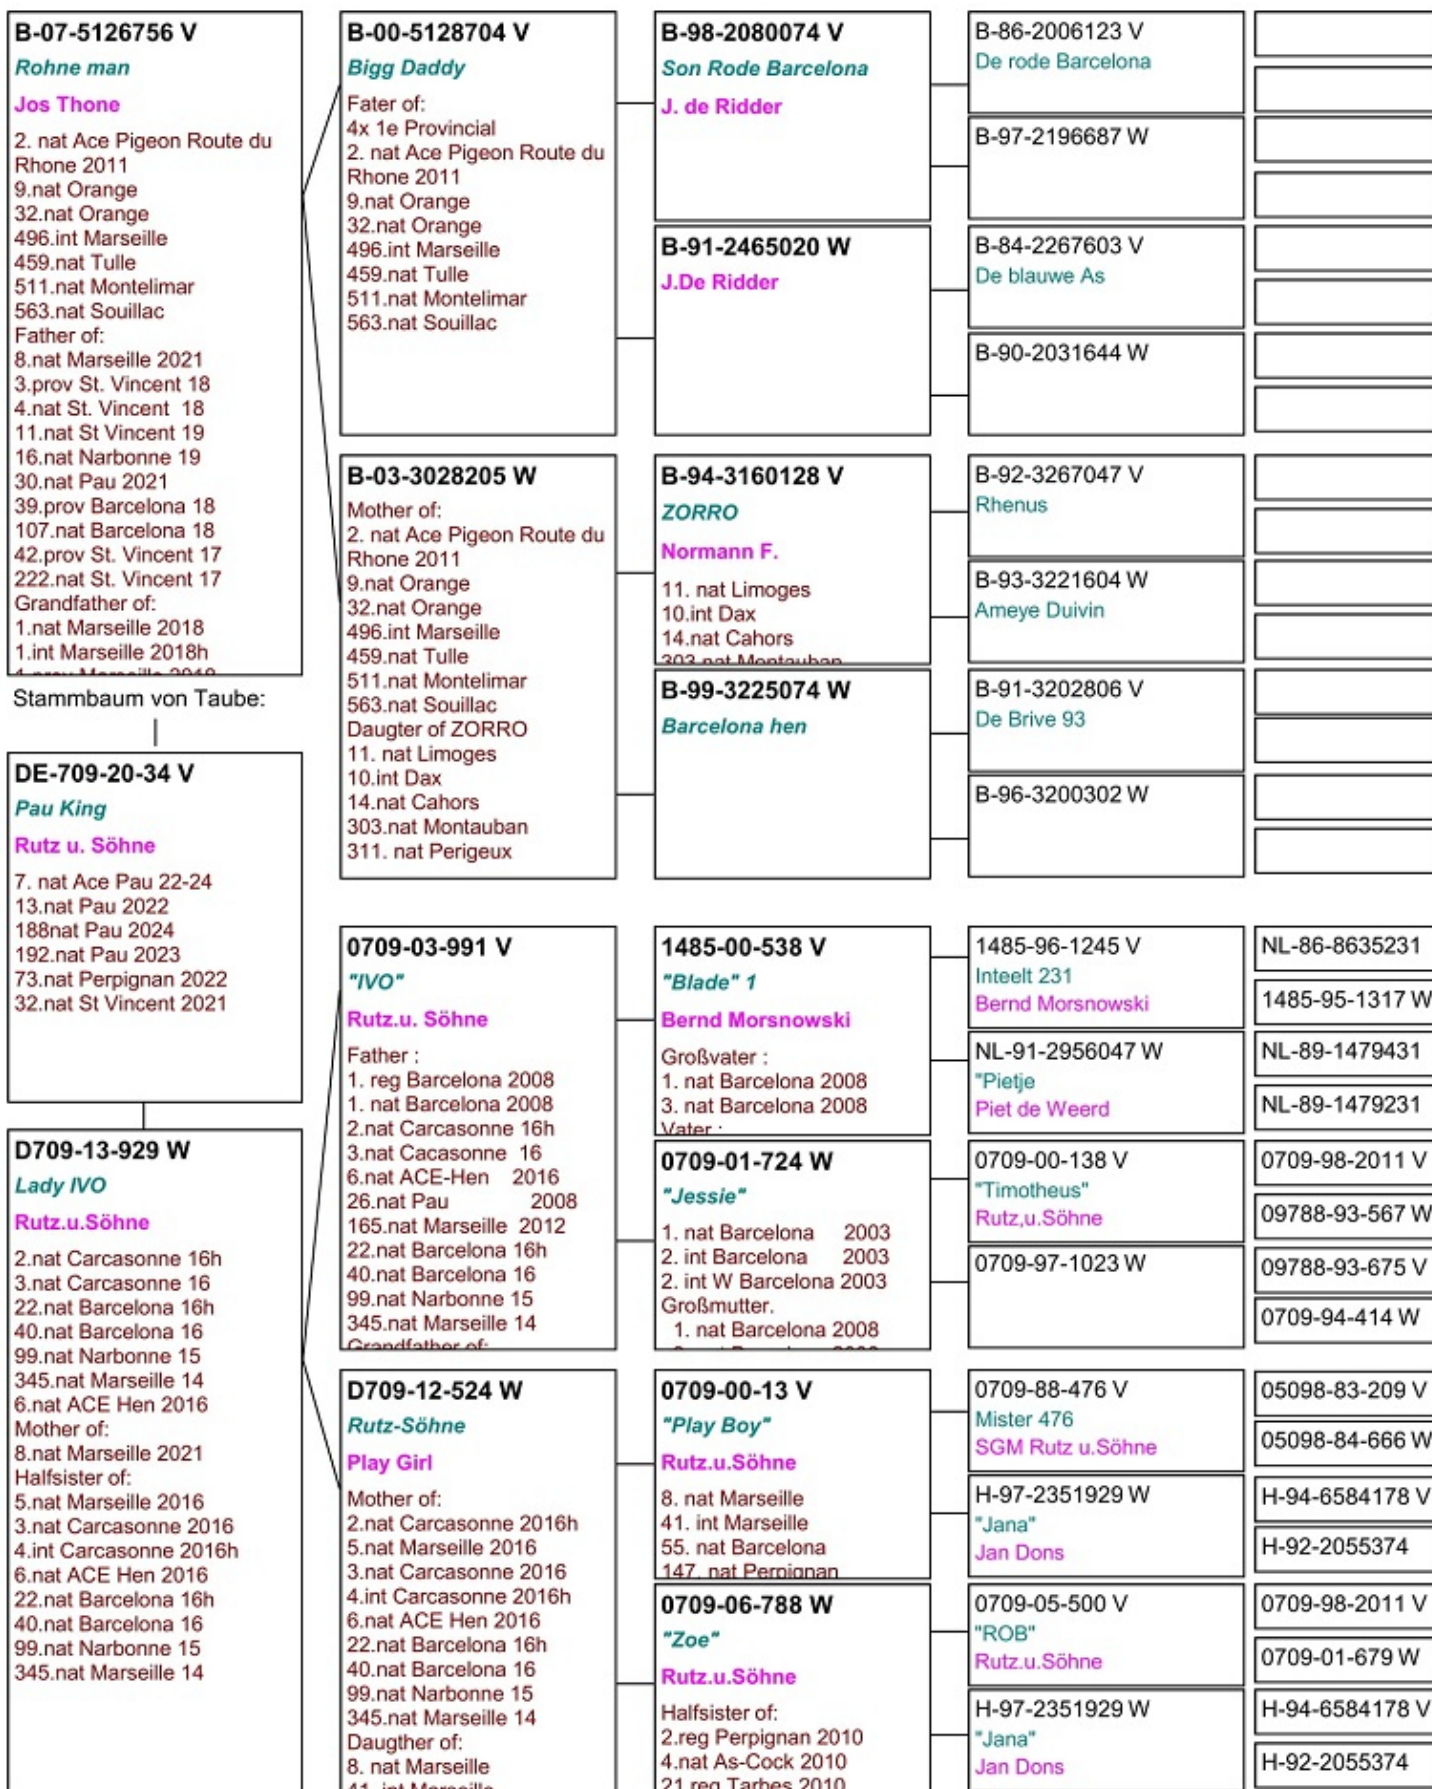 B-07-5126756 V
Rohne man
Jos Thone
2. nat Ace Pigeon Route du
Rhone 2011
9.nat Orange
32.nat Orange
496.int Marseille
459.nat Tulle
511.nat Montelimar
563.nat Souillac
Father of:
8.nat Marseille 2021
3.prov St. Vincent 18
4.nat St. Vincent 18
11.nat St Vincent 19
16.nat Narbonne 19
30.nat Pau 2021
39.prov Barcelona 18
107.nat Barcelona 18
42.prov St. Vincent 17
222.nat St. Vincent 17
Grandfather of:
1.nat Marseille 2018
1.int Marseille 2018h
Stammbaum von Taube:
DE-709-20-34 V
Pau King
Rutz u. Söhne
7. nat Ace Pau 22-24
13.nat Pau 2022
188nat Pau 2024
192.nat Pau 2023
73.nat Perpignan 2022
32.nat St Vincent 2021
D709-13-929 W
Lady IVO
Rutz.u.Söhne
2.nat Carcasonne 16h
3.nat Carcasonne 16
22.nat Barcelona 16h
40.nat Barcelona 16
99.nat Narbonne 15
345.nat Marseille 14
6.nat ACE Hen 2016
Mother of:
8.nat Marseille 2021
Halfsister of:
5.nat Marseille 2016
3.nat Carcasonne 2016
4.int Carcasonne 2016h
6.nat ACE Hen 2016
22.nat Barcelona 16h
40.nat Barcelona 16
99.nat Narbonne 15
345.nat Marseille 14
B-00-5128704 V
Bigg Daddy
Fater of:
4x 1e Provincial
2. nat Ace Pigeon Route du
Rhone 2011
9.nat Orange
32.nat Orange
496.int Marseille
459.nat Tulle
511.nat Montelimar
563.nat Souillac
B-03-3028205 W
Mother of:
2. nat Ace Pigeon Route du
Rhone 2011
9.nat Orange
32.nat Orange
496.int Marseille
459.nat Tulle
511.nat Montelimar
563.nat Souillac
Daugter of ZORRO
11. nat Limoges
10.int Dax
14.nat Cahors
303.nat Montauban
311. nat Perigeux
0709-03-991 V
"IVO"
Rutz.u. Söhne
Father :
1. reg Barcelona 2008
1. nat Barcelona 2008
2.nat Carcasonne 16h
3.nat Cacasonne 16
6.nat ACE-Hen 2016
26.nat Pau 2008
165.nat Marseille 2012
22.nat Barcelona 16h
40.nat Barcelona 16
99.nat Narbonne 15
345.nat Marseille 14
Grandfather of:
D709-12-524 W
Rutz-Söhne
Play Girl
Mother of:
2.nat Carcasonne 2016h
5.nat Marseille 2016
3.nat Carcasonne 2016
4.int Carcasonne 2016h
6.nat ACE Hen 2016
22.nat Barcelona 16h
40.nat Barcelona 16
99.nat Narbonne 15
345.nat Marseille 14
Daugther of:
8. nat Marseille
41. int Marseille
B-98-2080074 V
Son Rode Barcelona
J. de Ridder
B-91-2465020 W
J.De Ridder
B-94-3160128 V
ZORRO
Normann F.
11. nat Limoges
10.int Dax
14.nat Cahors
303.nat Montauban
B-99-3225074 W
Barcelona hen
1485-00-538 V
"Blade" 1
Bernd Morsnowski
Großvater :
1. nat Barcelona 2008
3. nat Barcelona 2008
Vater :
0709-01-724 W
"Jessie"
1. nat Barcelona 2003
2. int Barcelona 2003
2. int W Barcelona 2003
Großmutter.
1. nat Barcelona 2008
0709-00-13 V
"Play Boy"
Rutz.u.Söhne
8. nat Marseille
41. int Marseille
55. nat Barcelona
147. nat Perpignan
0709-06-788 W
"Zoe"
Rutz.u.Söhne
Halfsister of:
2.reg Perpignan 2010
4.nat As-Cock 2010
21.reg Tarbes 2010
B-86-2006123 V
De rode Barcelona
B-97-2196687 W
B-84-2267603 V
De blauwe As
B-90-2031644 W
B-92-3267047 V
Rhenus
B-93-3221604 W
Ameye Duivin
B-91-3202806 V
De Brive 93
B-96-3200302 W
1485-96-1245 V
Inteelt 231
Bernd Morsnowski
NL-91-2956047 W
"Pietje
Piet de Weerd
0709-00-138 V
"Timotheus"
Rutz,u.Söhne
0709-97-1023 W
0709-88-476 V
Mister 476
SGM Rutz u.Söhne
H-97-2351929 W
"Jana"
Jan Dons
0709-05-500 V
"ROB"
Rutz.u.Söhne
H-97-2351929 W
"Jana"
Jan Dons
NL-86-8635231
1485-95-1317 W
NL-89-1479431
NL-89-1479231
0709-98-2011 V
09788-93-567 W
09788-93-675 V
0709-94-414 W
05098-83-209 V
05098-84-666 W
H-94-6584178 V
H-92-2055374
0709-98-2011 V
0709-01-679 W
H-94-6584178 V
H-92-2055374